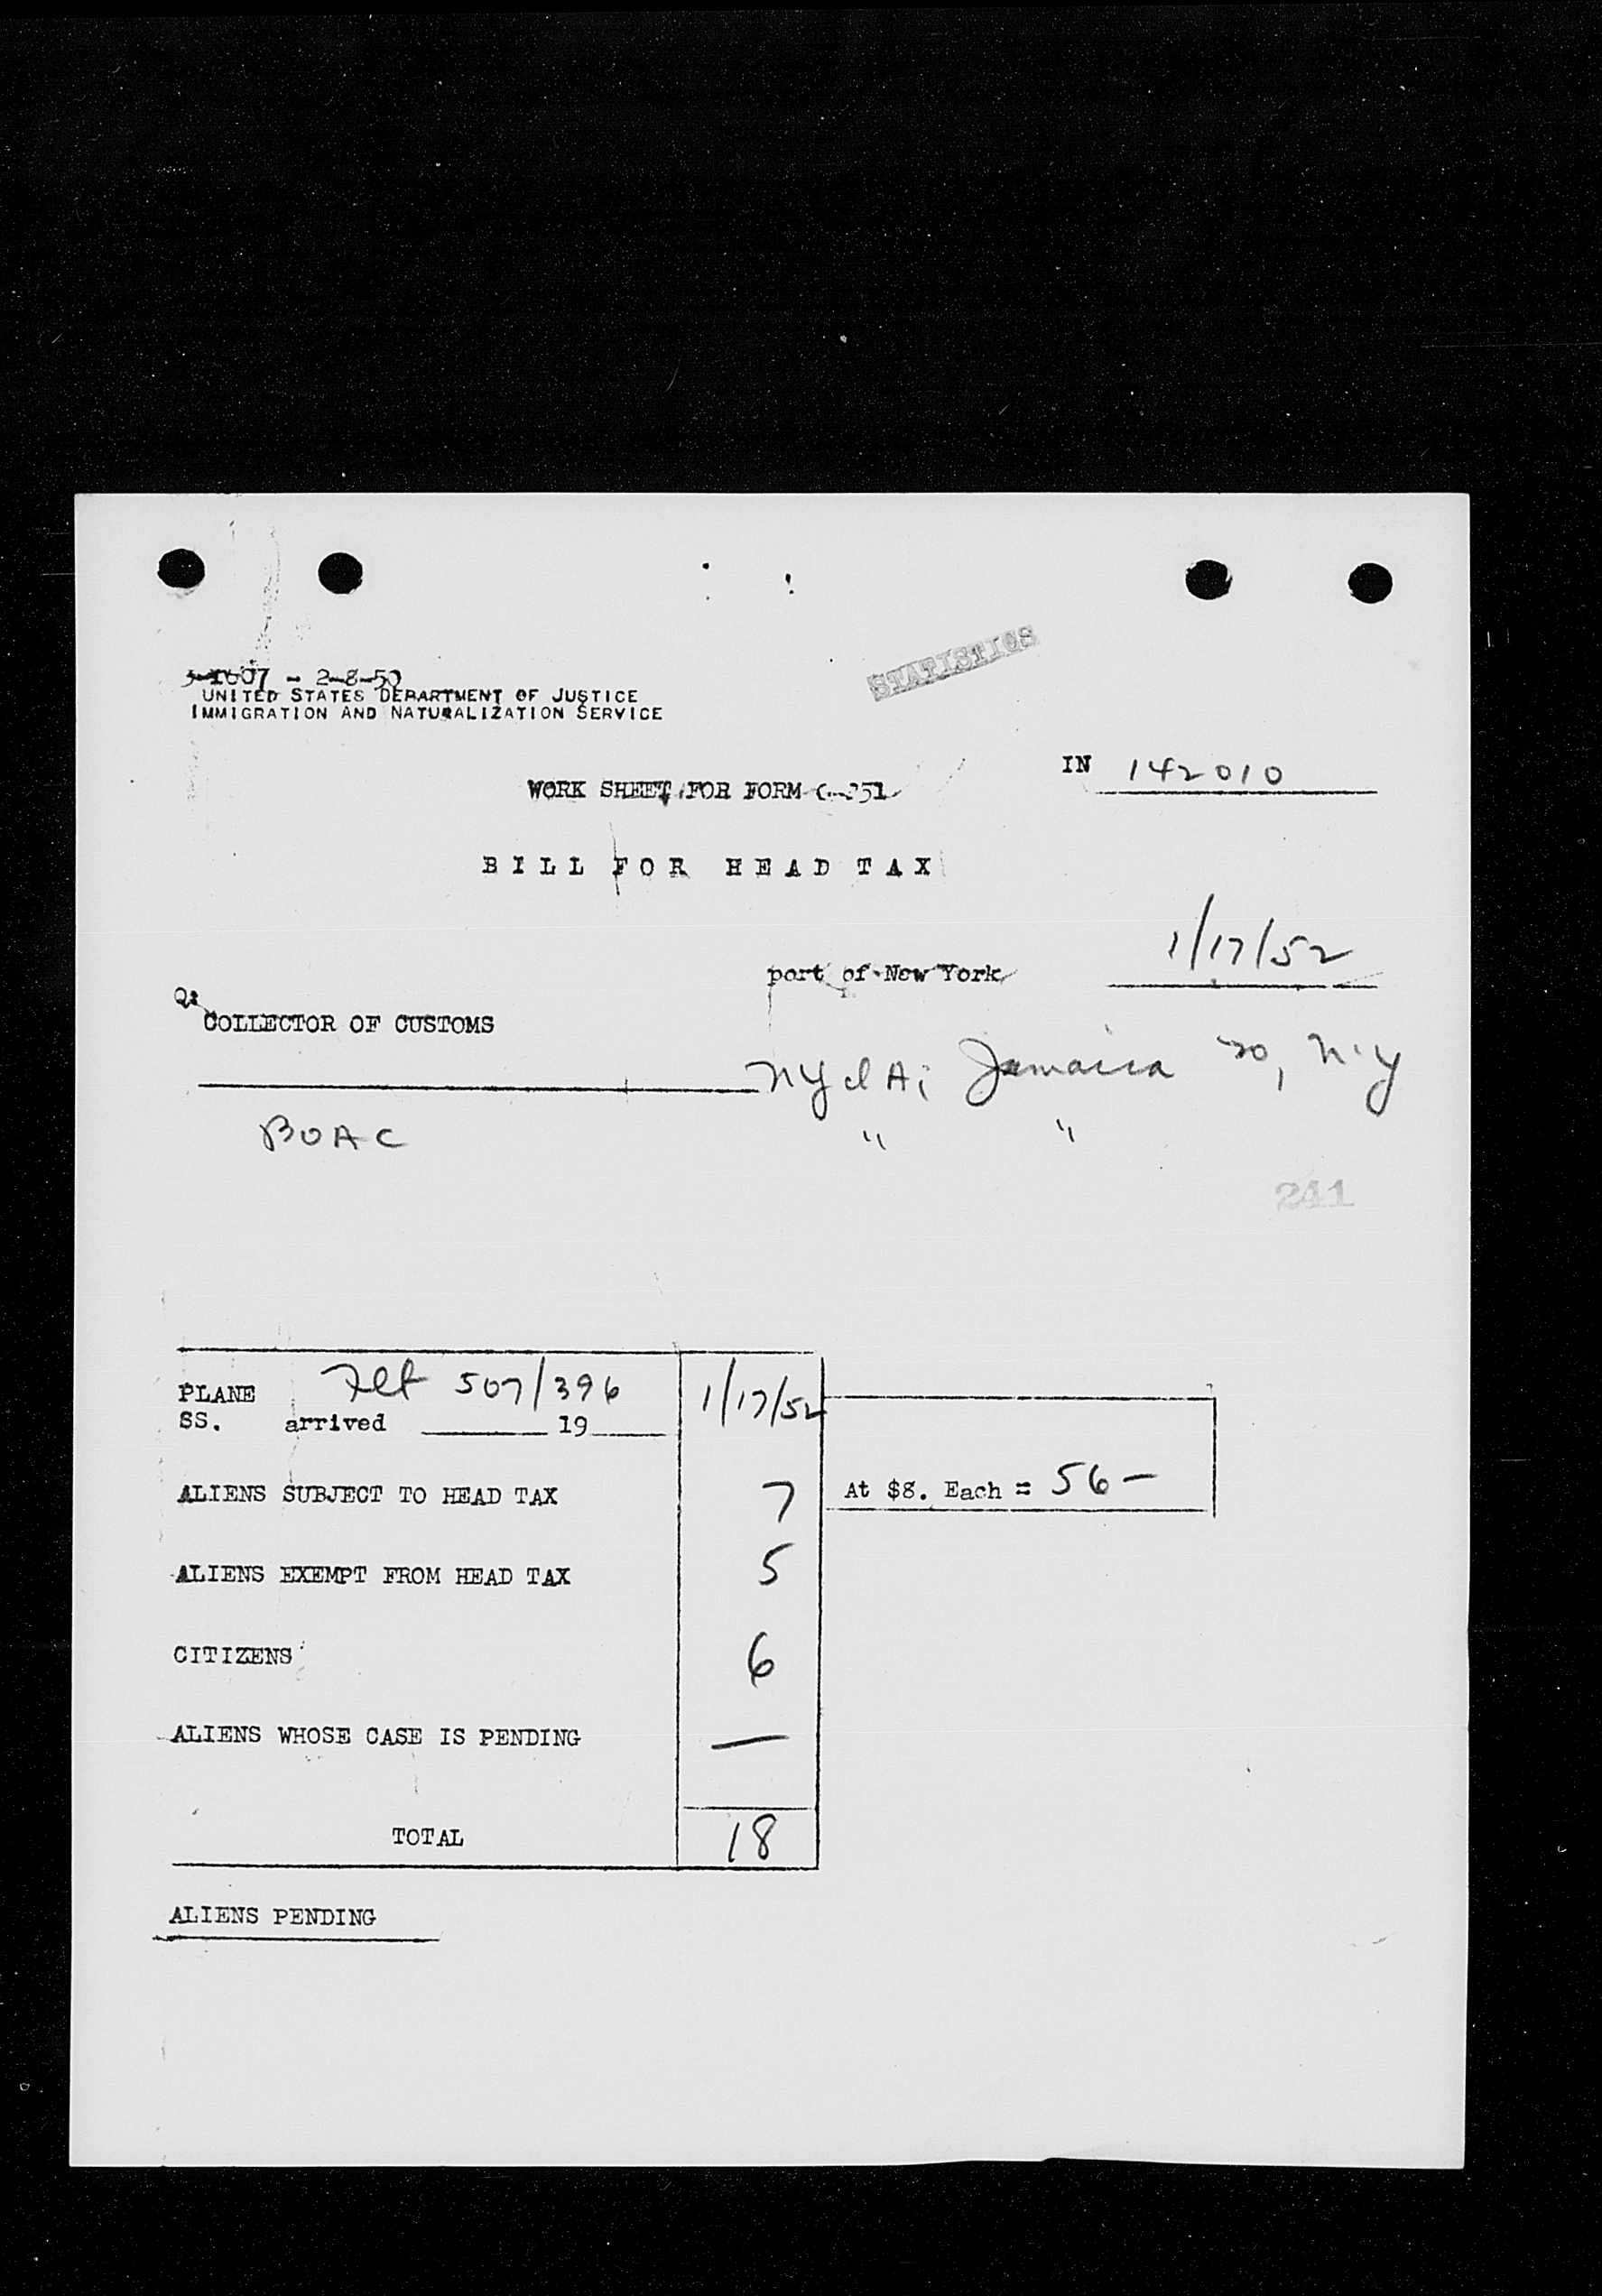 STATISTICS
1607 - 2-8-50
UNITED STATES DEPARTMENT OF JUSTICE
IMMIGRATION AND NATURALIZATION SERVICE
IN 142010
WORK SHEET FOR FORM
BILL FOR HEAD TAX
1/17/52
port of New York
COLLECTOR OF CUSTOMS
Jamaica 30, N.Y
BOAC " "
241
PLANE Flt 507/396 1/17/52
SS. arrived ______ 19____
ALIENS SUBJECT TO HEAD TAX 7 At $8. Each = 56 —
ALIENS EXEMPT FROM HEAD TAX 5
CITIZENS 6
ALIENS WHOSE CASE IS PENDING —
TOTAL 18
ALIENS PENDING